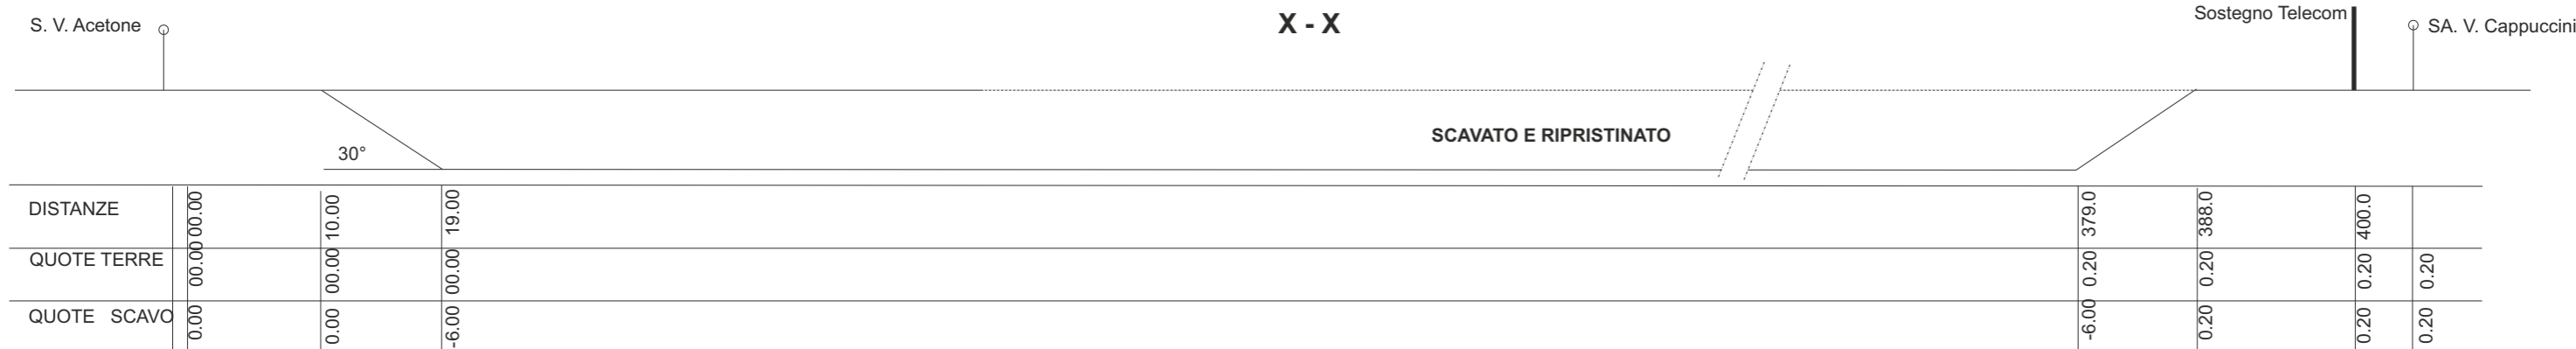 X - X
S. V. Acetone
Sostegno Telecom
SA. V. Cappuccini
SCAVATO E RIPRISTINATO
30°
DISTANZE 00.00 10.00 19.00 379.0 388.0 400.0
QUOTE TERRE 00.00 00.00 00.00 0.20 0.20 0.20 0.20
QUOTE SCAVO 0.00 0.00 -6.00 -6.00 0.20 0.20 0.20